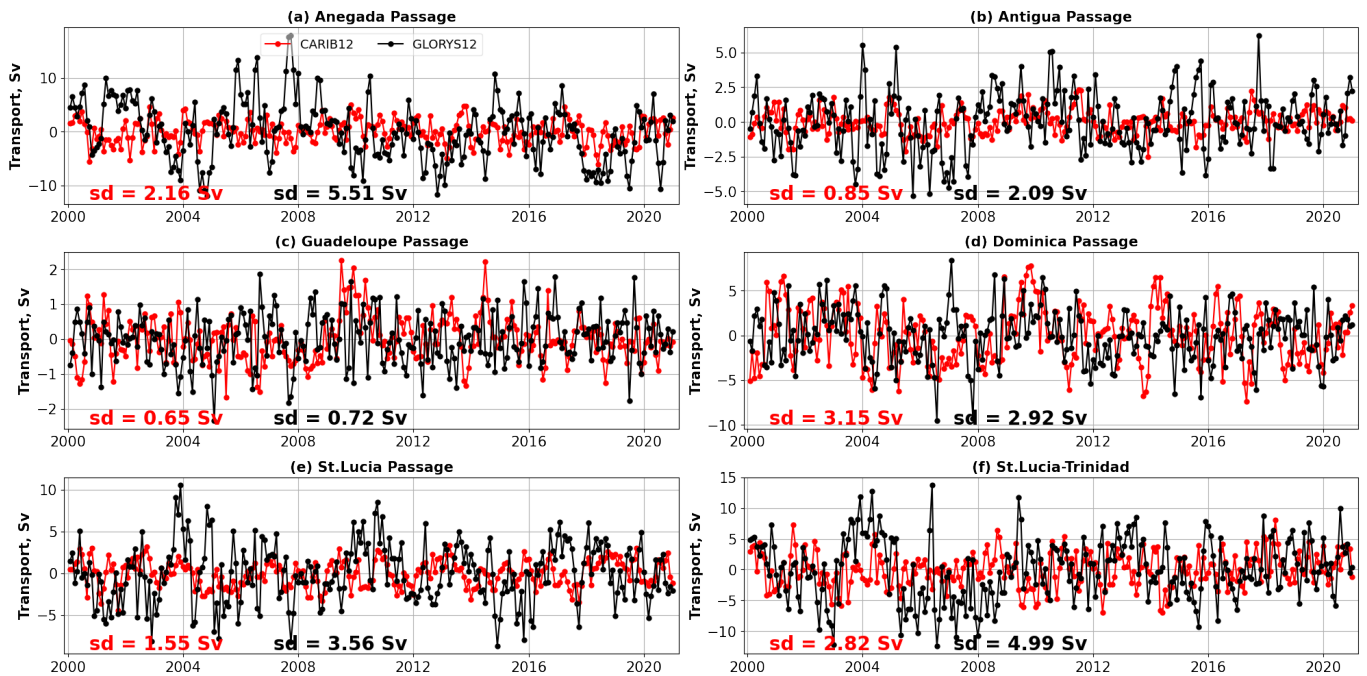 (a) Anegada Passage
Transport, Sv
10
0
−10
CARIB12
GLORYS12
sd = 2.16 Sv
sd = 5.51 Sv
2000
2004
2008
2012
2016
2020
(b) Antigua Passage
Transport, Sv
5.0
2.5
0.0
−2.5
−5.0
sd = 0.85 Sv
sd = 2.09 Sv
2000
2004
2008
2012
2016
2020
(c) Guadeloupe Passage
Transport, Sv
2
1
0
−1
−2
sd = 0.65 Sv
sd = 0.72 Sv
2000
2004
2008
2012
2016
2020
(d) Dominica Passage
Transport, Sv
5
0
−5
−10
sd = 3.15 Sv
sd = 2.92 Sv
2000
2004
2008
2012
2016
2020
(e) St.Lucia Passage
Transport, Sv
10
5
0
−5
sd = 1.55 Sv
sd = 3.56 Sv
2000
2004
2008
2012
2016
2020
(f) St.Lucia-Trinidad
Transport, Sv
15
10
5
0
−5
−10
sd = 2.82 Sv
sd = 4.99 Sv
2000
2004
2008
2012
2016
2020